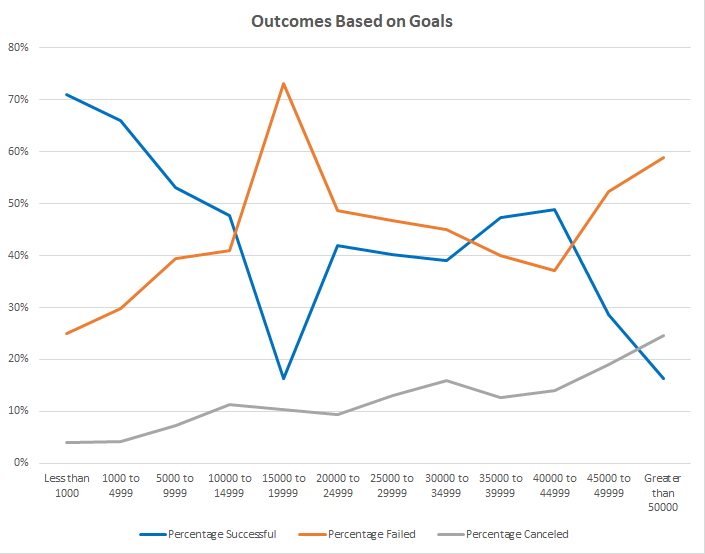 Outcomes Based on Goals
80%
70%
60%
50%
40%
30%
20%
10%
0%
Less than
1000
1000 to
4999
5000 to
9999
10000 to
14999
15000 to
19999
20000 to
24999
25000 to
29999
30000 to
34999
35000 to
39999
40000 to
44999
45000 to
49999
Greater
than
50000
Percentage Successful
Percentage Failed
Percentage Canceled